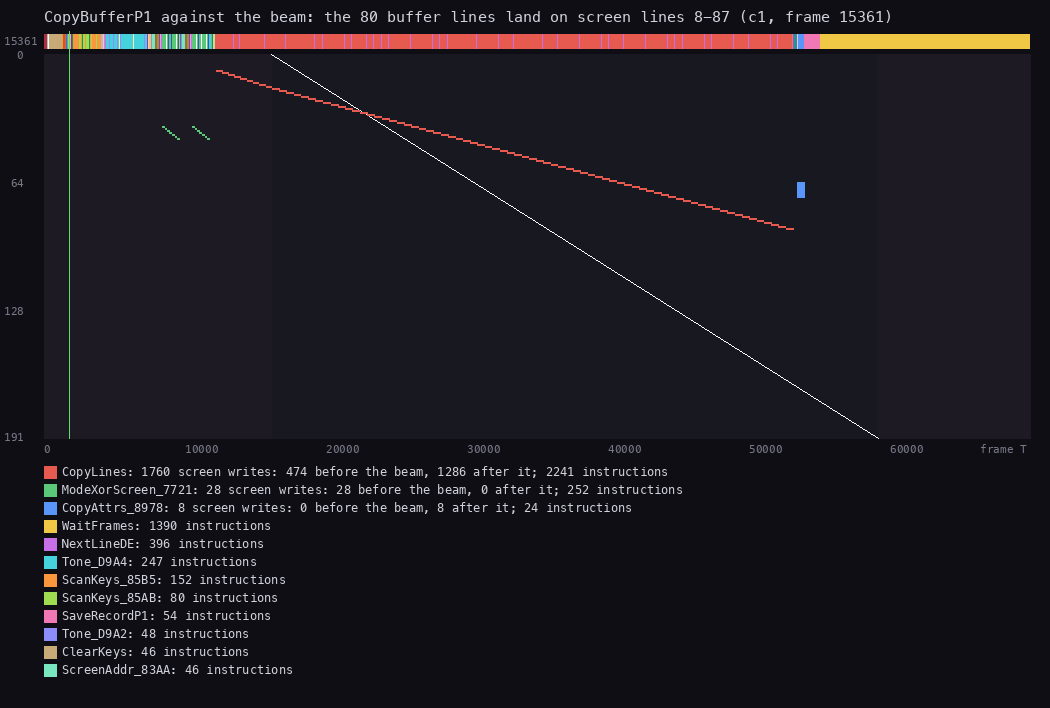 CopyBufferP1 against the beam: the 80 buffer lines land on screen lines 8–87 (c1, frame 15361)
15361
0
64
128
191
0 10000 20000 30000 40000 50000 60000 frame T
CopyLines: 1760 screen writes: 474 before the beam, 1286 after it; 2241 instructions
ModeXorScreen_7721: 28 screen writes: 28 before the beam, 0 after it; 252 instructions
CopyAttrs_8978: 8 screen writes: 0 before the beam, 8 after it; 24 instructions
WaitFrames: 1390 instructions
NextLineDE: 396 instructions
Tone_D9A4: 247 instructions
ScanKeys_85B5: 152 instructions
ScanKeys_85AB: 80 instructions
SaveRecordP1: 54 instructions
Tone_D9A2: 48 instructions
ClearKeys: 46 instructions
ScreenAddr_83AA: 46 instructions